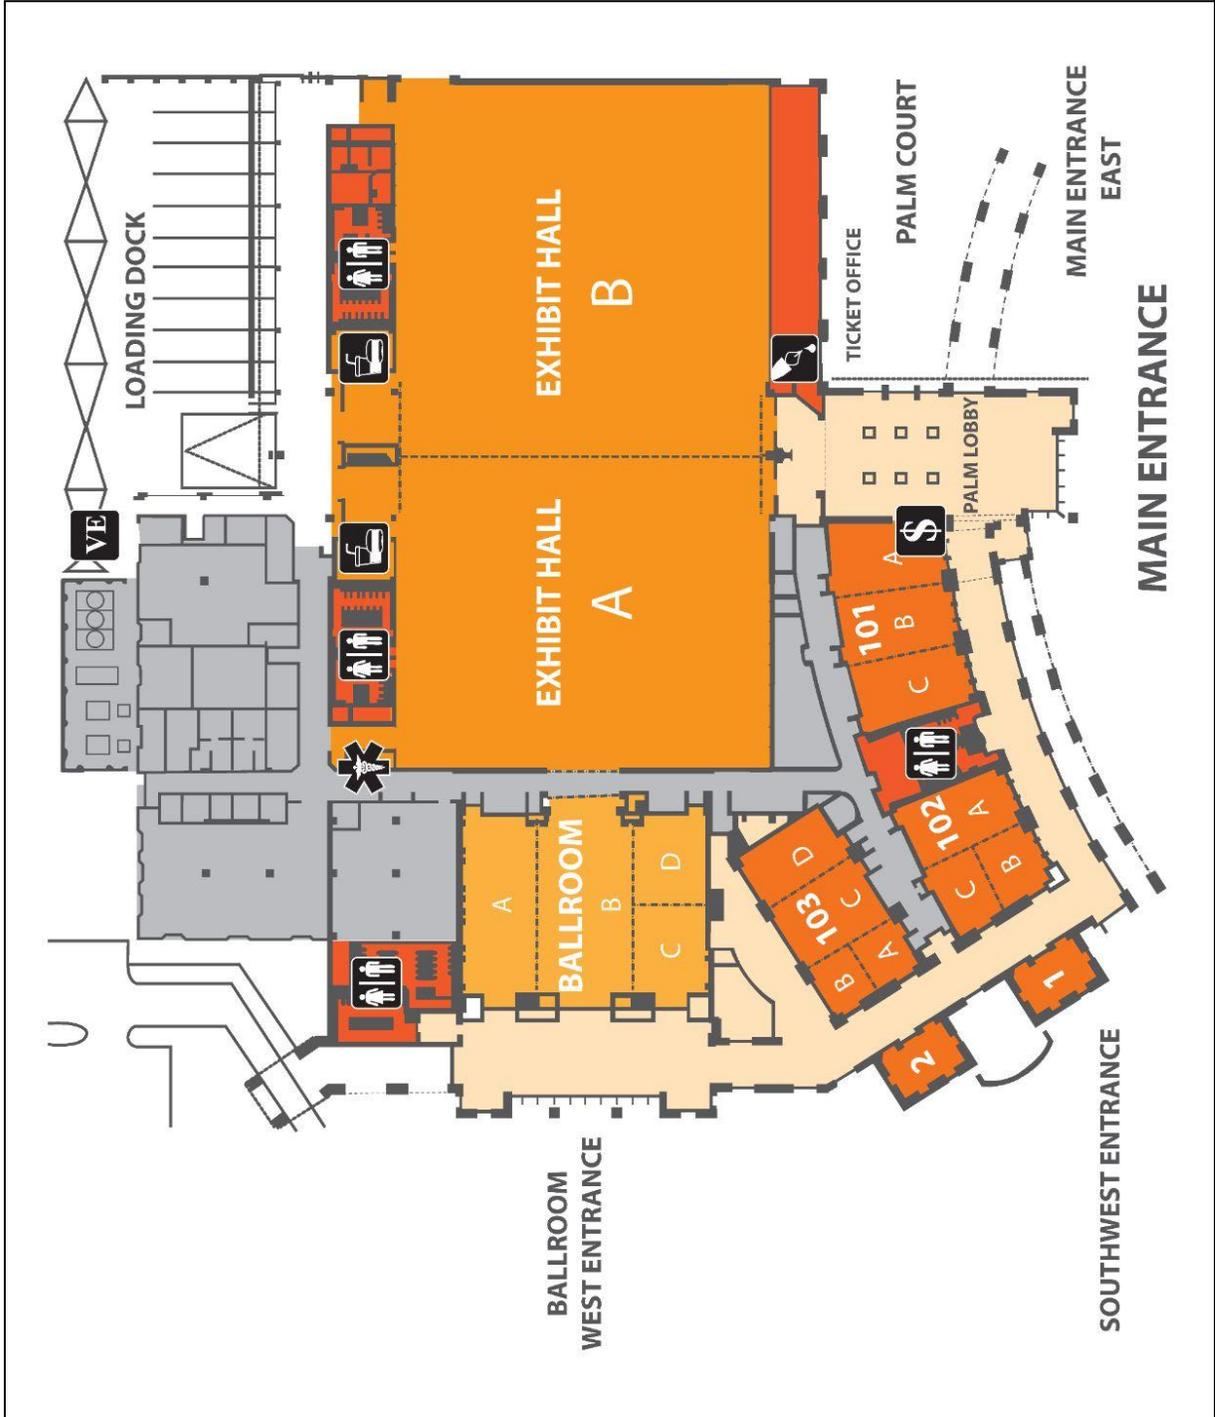 LOADING DOCK
VE
EXHIBIT HALL
B
EXHIBIT HALL
A
TICKET OFFICE
PALM COURT
MAIN ENTRANCE
EAST
PALM LOBBY
MAIN ENTRANCE
$
101
A
B
C
102
A
B
C
103
D
C
A
B
BALLROOM
A
B
C
D
1
2
BALLROOM
WEST ENTRANCE
SOUTHWEST ENTRANCE